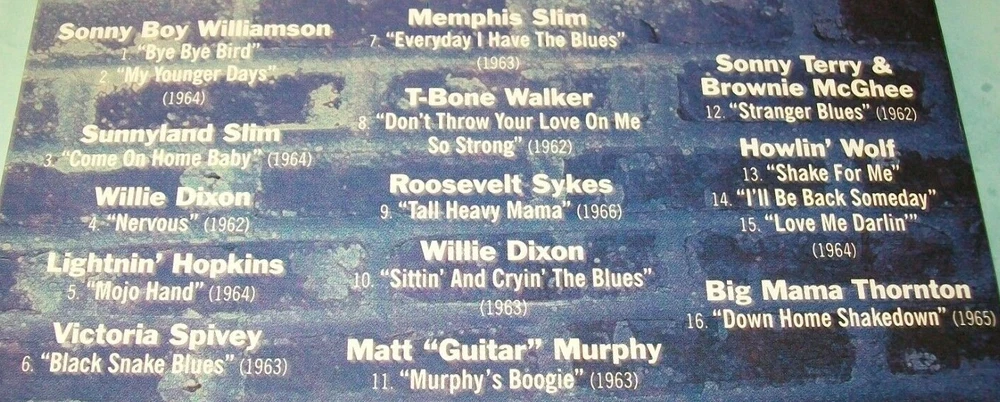 Sonny Boy Williamson
1. "Bye Bye Bird"
2. "My Younger Days"
(1964)
Sunnyland Slim
3. "Come On Home Baby" (1964)
Willie Dixon
4. "Nervous" (1962)
Lightnin' Hopkins
5. "Mojo Hand" (1964)
Victoria Spivey
6. "Black Snake Blues" (1963)
Memphis Slim
7. "Everyday I Have The Blues"
(1963)
T-Bone Walker
8. "Don't Throw Your Love On Me
So Strong" (1962)
Roosevelt Sykes
9. "Tall Heavy Mama" (1966)
Willie Dixon
10. "Sittin' And Cryin' The Blues"
(1963)
Matt "Guitar" Murphy
11. "Murphy's Boogie" (1963)
Sonny Terry &
Brownie McGhee
12. "Stranger Blues" (1962)
Howlin' Wolf
13. "Shake For Me"
14. "I'll Be Back Someday"
15. "Love Me Darlin'"
(1964)
Big Mama Thornton
16. "Down Home Shakedown" (1965)